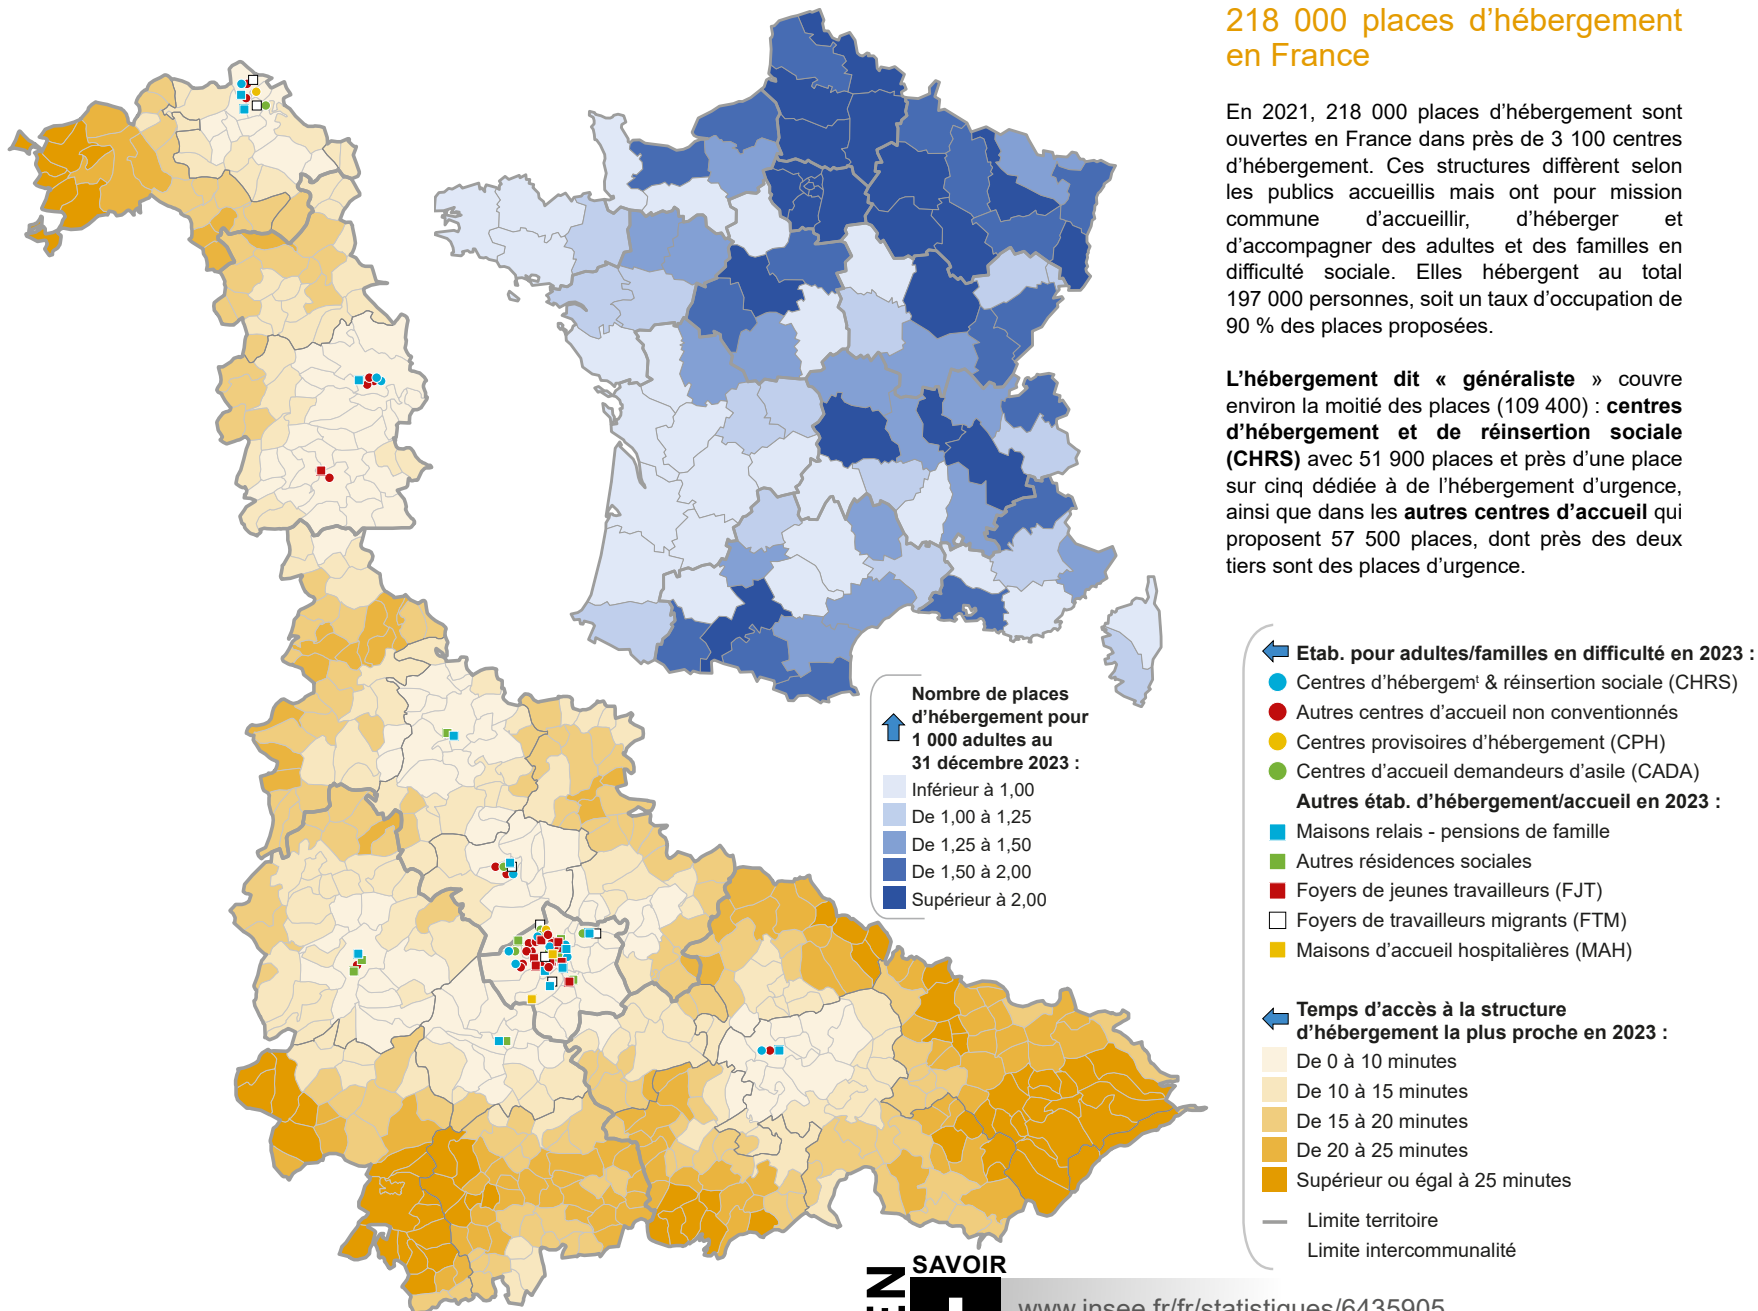 218 000 places d’hébergement
en France
En 2021, 218 000 places d’hébergement sont
ouvertes en France dans près de 3 100 centres
d’hébergement. Ces structures diffèrent selon
les publics accueillis mais ont pour mission
commune d’accueillir, d’héberger et
d’accompagner des adultes et des familles en
difficulté sociale. Elles hébergent au total
197 000 personnes, soit un taux d’occupation de
90 % des places proposées.
L’hébergement dit « généraliste » couvre
environ la moitié des places (109 400) : centres
d’hébergement et de réinsertion sociale
(CHRS) avec 51 900 places et près d’une place
sur cinq dédiée à de l’hébergement d’urgence,
ainsi que dans les autres centres d’accueil qui
proposent 57 500 places, dont près des deux
tiers sont des places d’urgence.
Nombre de places
d’hébergement pour
1 000 adultes au
31 décembre 2023 :
Inférieur à 1,00
De 1,00 à 1,25
De 1,25 à 1,50
De 1,50 à 2,00
Supérieur à 2,00
Etab. pour adultes/familles en difficulté en 2023 :
Centres d’hébergemᵗ & réinsertion sociale (CHRS)
Autres centres d’accueil non conventionnés
Centres provisoires d’hébergement (CPH)
Centres d’accueil demandeurs d’asile (CADA)
Autres étab. d’hébergement/accueil en 2023 :
Maisons relais - pensions de famille
Autres résidences sociales
Foyers de jeunes travailleurs (FJT)
Foyers de travailleurs migrants (FTM)
Maisons d’accueil hospitalières (MAH)
Temps d’accès à la structure
d’hébergement la plus proche en 2023 :
De 0 à 10 minutes
De 10 à 15 minutes
De 15 à 20 minutes
De 20 à 25 minutes
Supérieur ou égal à 25 minutes
Limite territoire
Limite intercommunalité
EN
SAVOIR
+
www.insee.fr/fr/statistiques/6435905